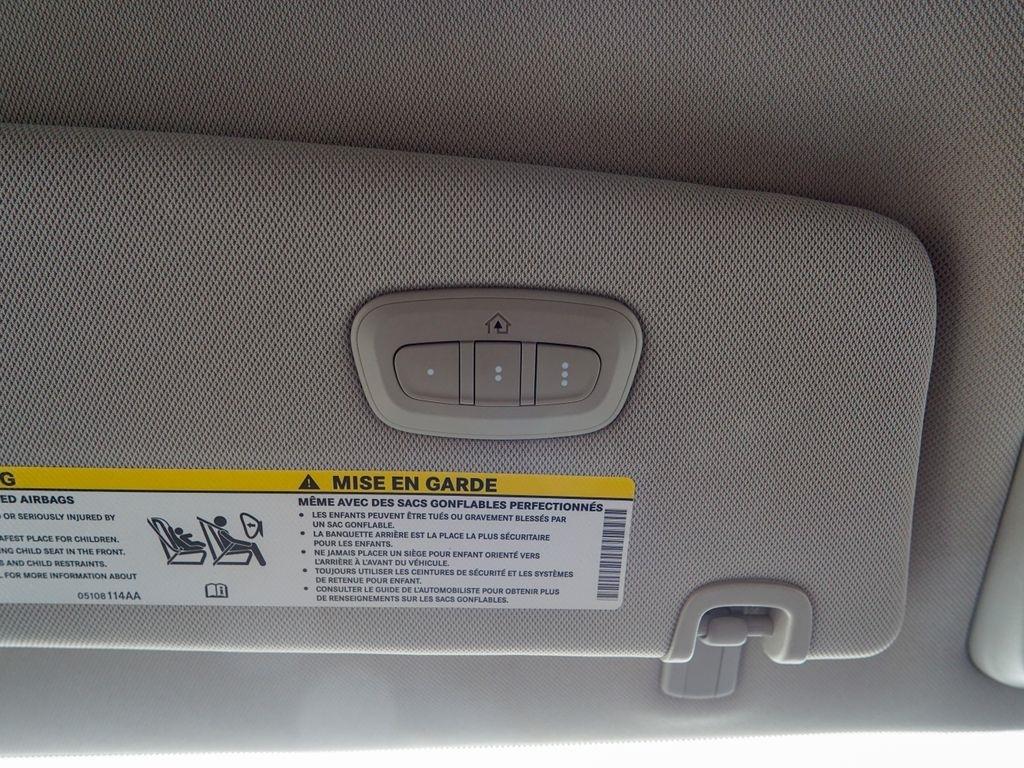 G
ED AIRBAGS
OR SERIOUSLY INJURED BY
AFEST PLACE FOR CHILDREN.
ING CHILD SEAT IN THE FRONT.
S AND CHILD RESTRAINTS.
L FOR MORE INFORMATION ABOUT
05108114AA
MISE EN GARDE
MÊME AVEC DES SACS GONFLABLES PERFECTIONNÉS
• LES ENFANTS PEUVENT ÊTRE TUÉS OU GRAVEMENT BLESSÉS PAR
UN SAC GONFLABLE.
• LA BANQUETTE ARRIÈRE EST LA PLACE LA PLUS SÉCURITAIRE
POUR LES ENFANTS.
• NE JAMAIS PLACER UN SIÈGE POUR ENFANT ORIENTÉ VERS
L'ARRIÈRE À L'AVANT DU VÉHICULE.
• TOUJOURS UTILISER LES CEINTURES DE SÉCURITÉ ET LES SYSTÈMES
DE RETENUE POUR ENFANT.
• CONSULTER LE GUIDE DE L'AUTOMOBILISTE POUR OBTENIR PLUS
DE RENSEIGNEMENTS SUR LES SACS GONFLABLES.